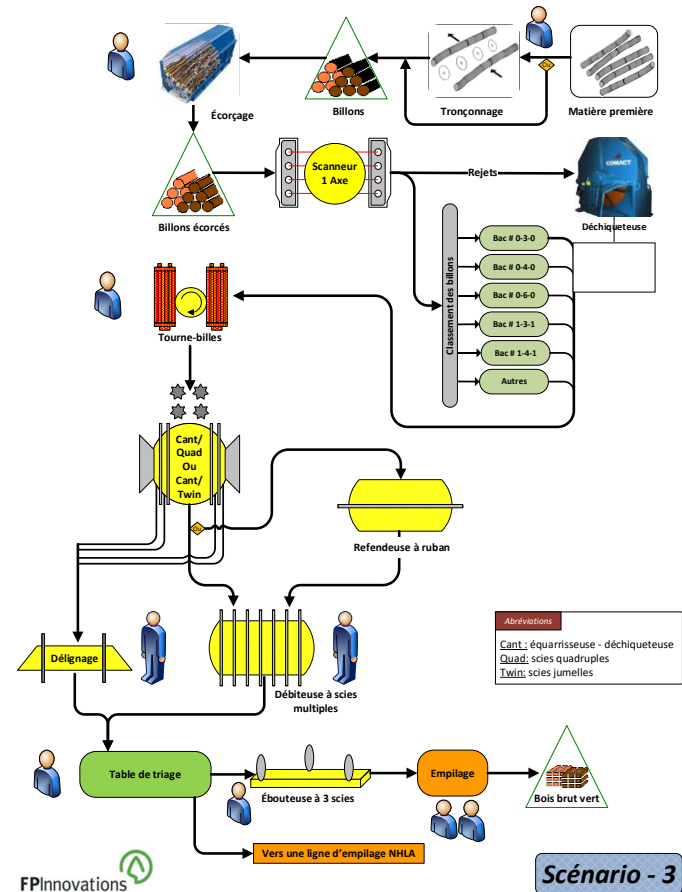 Ou
Écorçage
Billons
Tronçonnage
Matière première
Billons écorcés
Scanneur
1 Axe
Rejets
COMACT
Déchiqueteuse
Classement des billons
Bac # 0-3-0
Bac # 0-4-0
Bac # 0-6-0
Bac # 1-3-1
Bac # 1-4-1
Autres
Tourne-billes
Cant/
Quad
Ou
Cant/
Twin
Ou
Refendeuse à ruban
Délignage
Débiteuse à scies
multiples
Abréviations
Cant : équarrisseuse - déchiqueteuse
Quad: scies quadruples
Twin: scies jumelles
Table de triage
Ébouteuse à 3 scies
Empilage
Bois brut vert
Vers une ligne d'empilage NHLA
FPInnovations
Scénario - 3